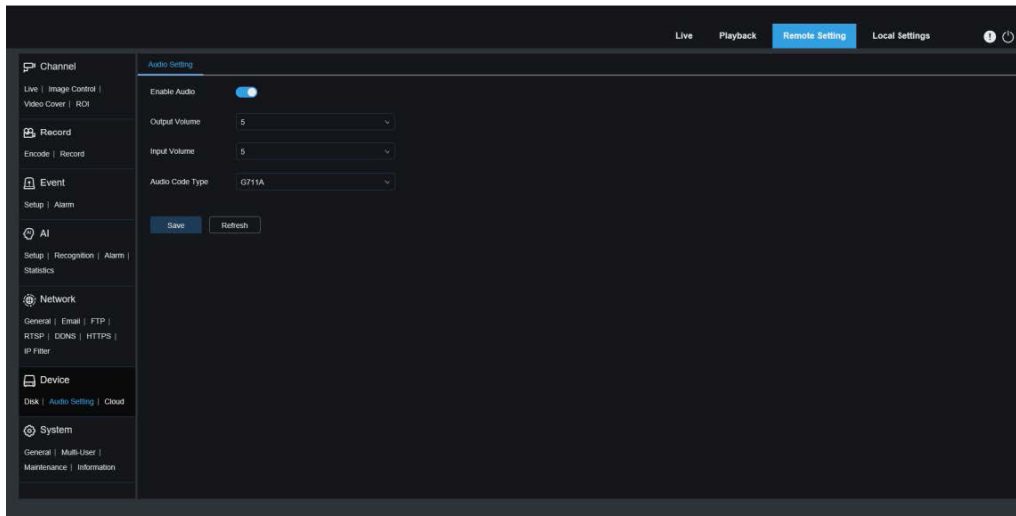 Live Playback Remote Setting Local Settings
Channel
Live | Image Control |
Video Cover | ROI
Record
Encode | Record
Event
Setup | Alarm
AI
Setup | Recognition | Alarm |
Statistics
Network
General | Email | FTP |
RTSP | DDNS | HTTPS |
IP Filter
Device
Disk | Audio Setting | Cloud
System
General | Multi-User |
Maintenance | Information
Audio Setting
Enable Audio
Output Volume 5
Input Volume 5
Audio Code Type G711A
Save Refresh